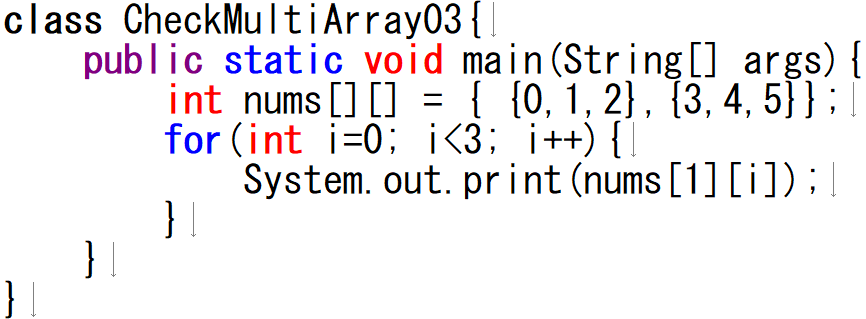 class CheckMultiArray03{↓
    public static void main(String[] args){
        int nums[][] = { {0,1,2},{3,4,5}};↓
        for(int i=0; i<3; i++){↓
            System.out.print(nums[1][i]);↓
        }↓
    }↓
}↓